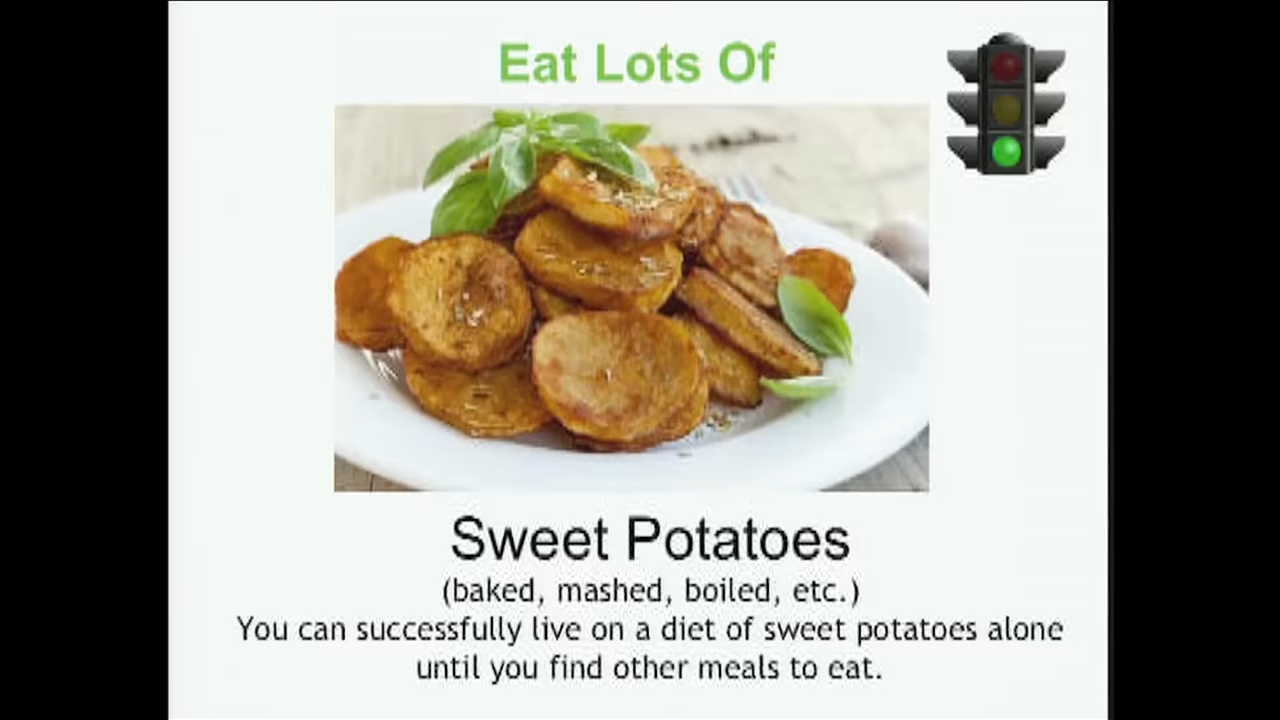 Eat Lots Of
Sweet Potatoes
(baked, mashed, boiled, etc.)
You can successfully live on a diet of sweet potatoes alone
until you find other meals to eat.